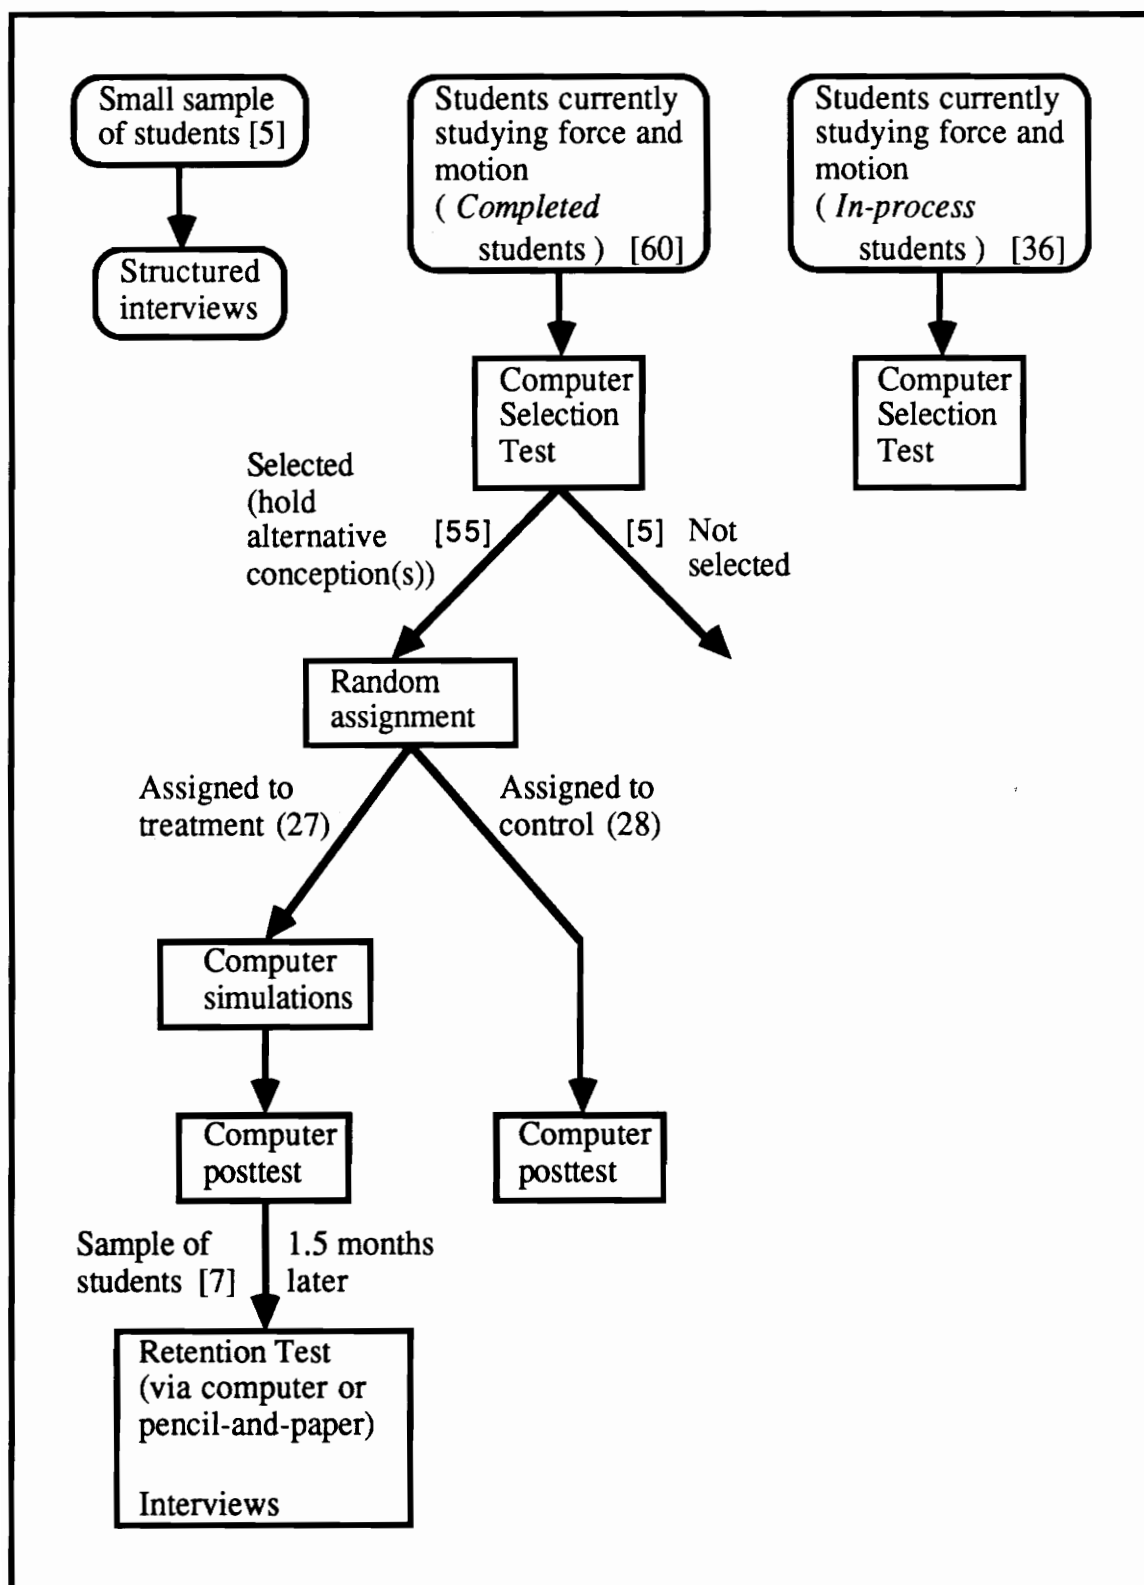 Small sample
of students [5]
Structured
interviews
Students currently
studying force and
motion
( Completed
students ) [60]
Students currently
studying force and
motion
( In-process
students ) [36]
Computer
Selection
Test
Computer
Selection
Test
Selected
(hold
alternative
conception(s))
[55]
[5] Not
selected
Random
assignment
Assigned to
treatment (27)
Assigned to
control (28)
Computer
simulations
Computer
posttest
Computer
posttest
Sample of
students [7]
1.5 months
later
Retention Test
(via computer or
pencil-and-paper)
Interviews